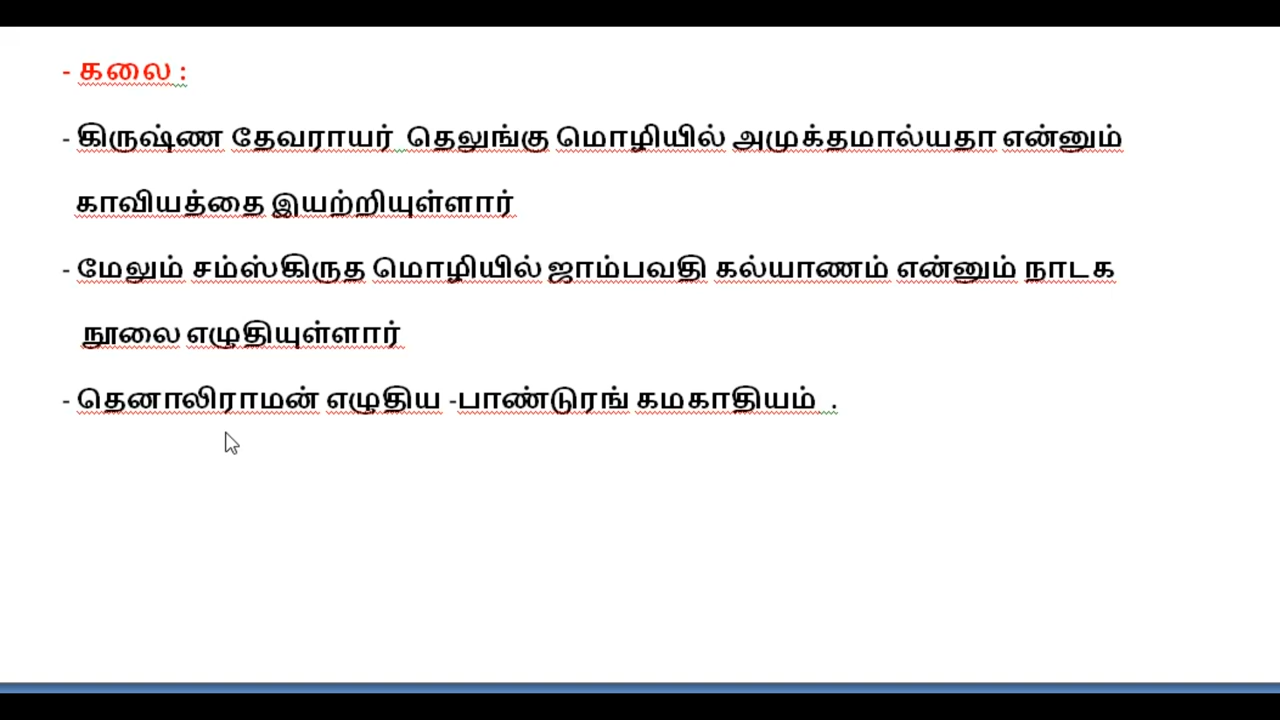 - கலை :
- கிருஷ்ண தேவராயர் தெலுங்கு மொழியில் அமுக்தமால்யதா என்னும்
காவியத்தை இயற்றியுள்ளார்
- மேலும் சம்ஸ்கிருத மொழியில் ஜாம்பவதி கல்யாணம் என்னும் நாடக
நூலை எழுதியுள்ளார்
- தெனாலிராமன் எழுதிய -பாண்டுரங் கமகாதியம் .